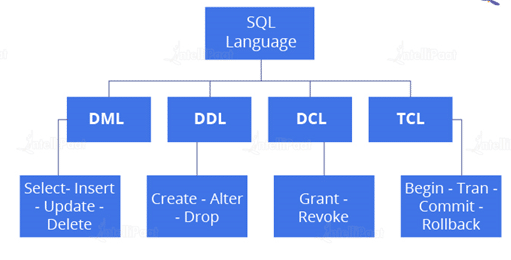 SQL
Language
DML
DDL
DCL
TCL
Select- Insert
- Update -
Delete
Create - Alter
- Drop
Grant -
Revoke
Begin - Tran -
Commit -
Rollback